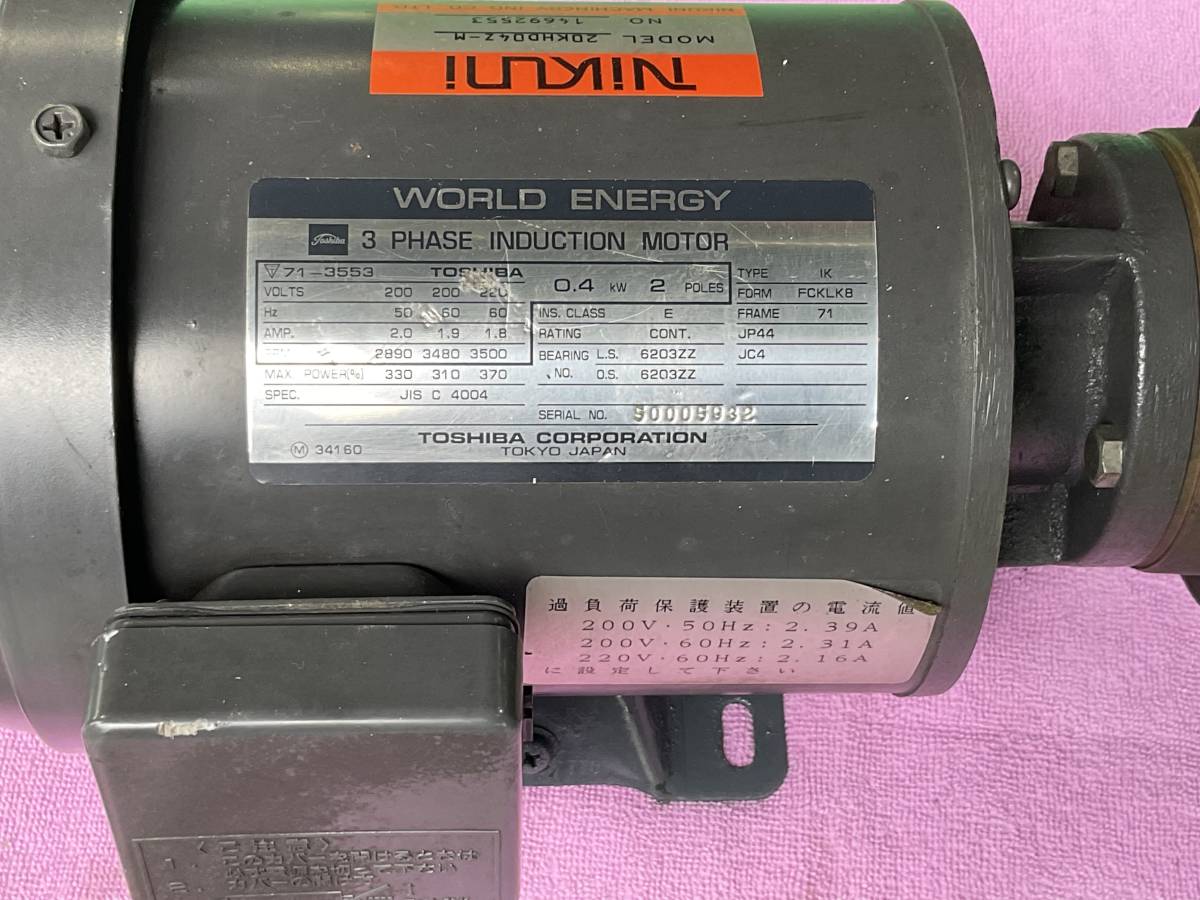 Nikuni
MODEL 20KHD04Z-M
NO. 14692553
WORLD ENERGY
Toshiba 3 PHASE INDUCTION MOTOR
▽71-3553 TOSHIBA 0.4 kW 2 POLES TYPE IK
VOLTS 200 200 220 FORM FCKLK8
Hz 50 60 60 INS. CLASS E FRAME 71
AMP. 2.0 1.9 1.8 RATING CONT. JP44
2890 3480 3500 BEARING L.S. 6203ZZ JC4
MAX POWER(%) 330 310 370 NO. O.S. 6203ZZ
SPEC. JIS C 4004
SERIAL NO. 50005932
TOSHIBA CORPORATION
Ⓜ 34160 TOKYO JAPAN
過負荷保護装置の電流値
200V・50Hz:2.39A
200V・60Hz:2.31A
220V・60Hz:2.16A
に設定して下さい
1.
2.